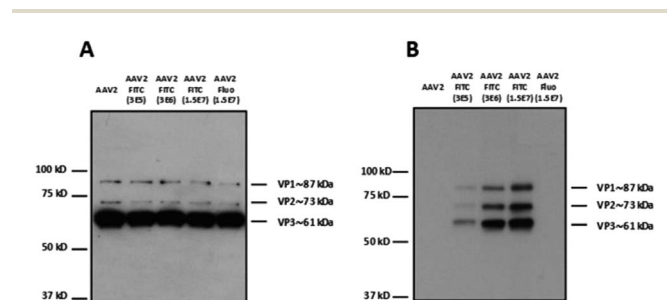 A
AAV2
AAV2 FITC (3E5)
AAV2 FITC (3E6)
AAV2 FITC (1.5E7)
AAV2 Fluo (1.5E7)
100 kD
75 kD
50 kD
37 kD
VP1~87 kDa
VP2~73 kDa
VP3~61 kDa
B
AAV2
AAV2 FITC (3E5)
AAV2 FITC (3E6)
AAV2 FITC (1.5E7)
AAV2 Fluo (1.5E7)
100 kD
75 kD
50 kD
37 kD
VP1~87 kDa
VP2~73 kDa
VP3~61 kDa